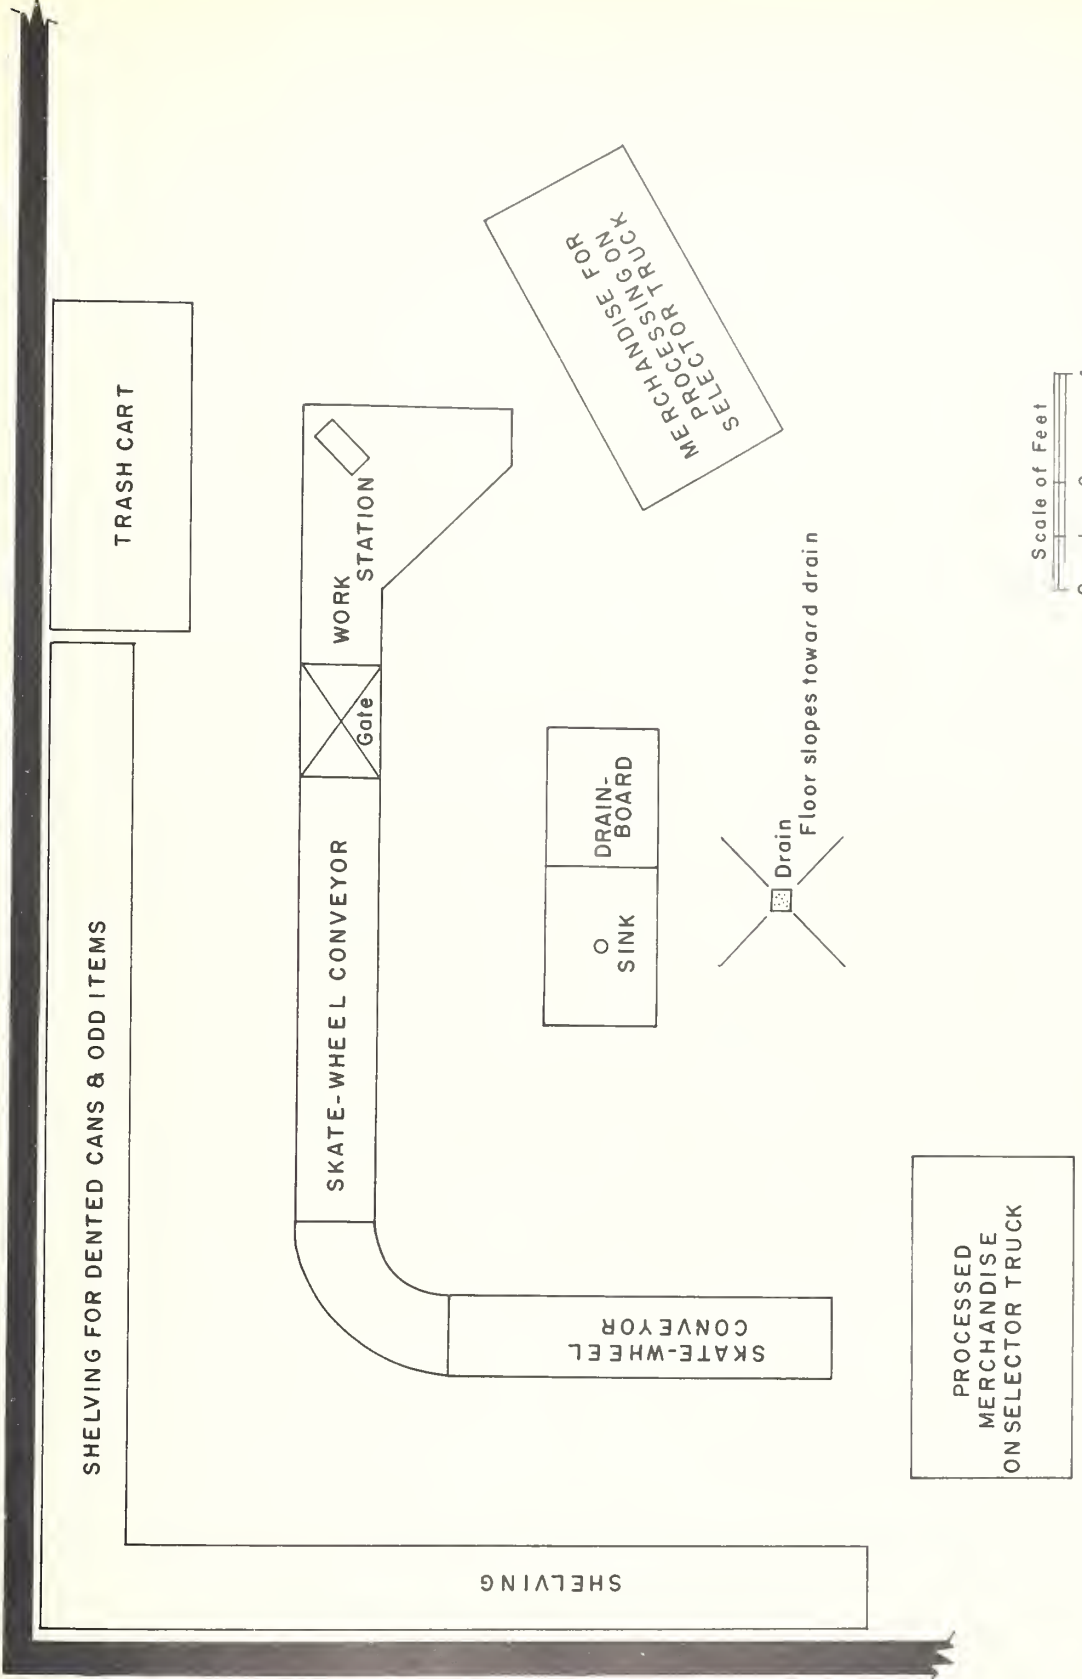 SHELVING FOR DENTED CANS & ODD ITEMS
TRASH CART
SKATE-WHEEL CONVEYOR
Gate
WORK
STATION
SHELVING
SKATE-WHEEL
CONVEYOR
SINK
DRAIN-
BOARD
MERCHANDISE FOR
PROCESSING ON
SELECTOR TRUCK
Drain
Floor slopes toward drain
PROCESSED
MERCHANDISE
ON SELECTOR TRUCK
Scale of Feet